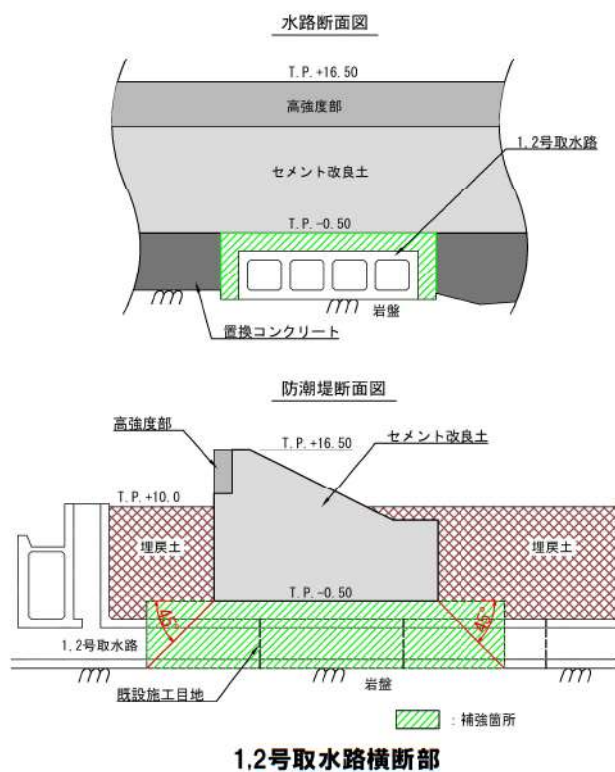 水路断面図
T.P.+16.50
高強度部
1,2号取水路
セメント改良土
T.P.-0.50
岩盤
置換コンクリート
防潮堤断面図
高強度部
T.P.+16.50
セメント改良土
T.P.+10.0
埋戻土
埋戻土
T.P.-0.50
45°
45°
1,2号取水路
既設施工目地
岩盤
:補強箇所
1,2号取水路横断部